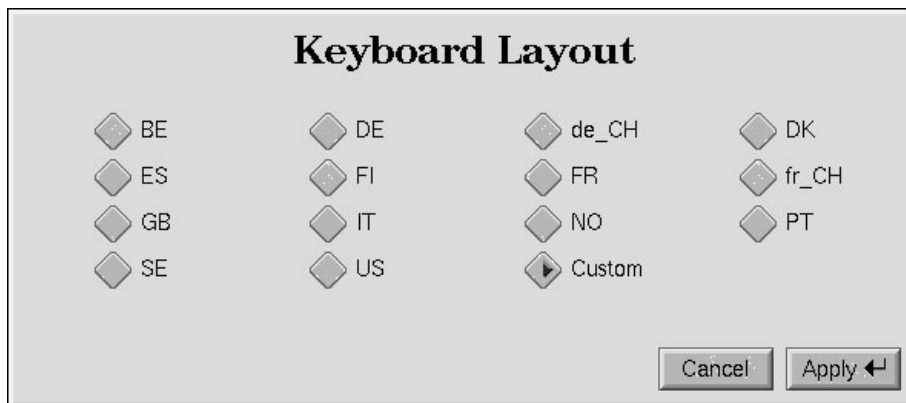 Keyboard Layout
BE DE de_CH DK
ES FI FR fr_CH
GB IT NO PT
SE US Custom
Cancel Apply